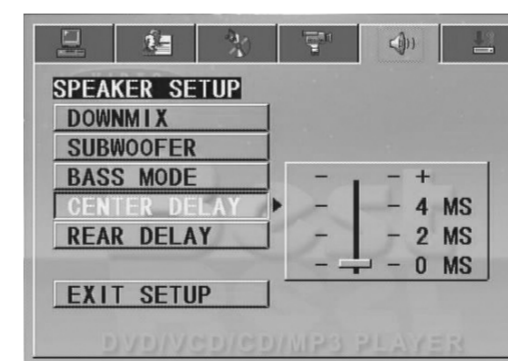 SPEAKER SETUP
DOWNMIX
SUBWOOFER
BASS MODE
CENTER DELAY
REAR DELAY
EXIT SETUP
- - +
- - 4 MS
- - 2 MS
- - 0 MS
DVD/VCD/CD/MP3 PLAYER